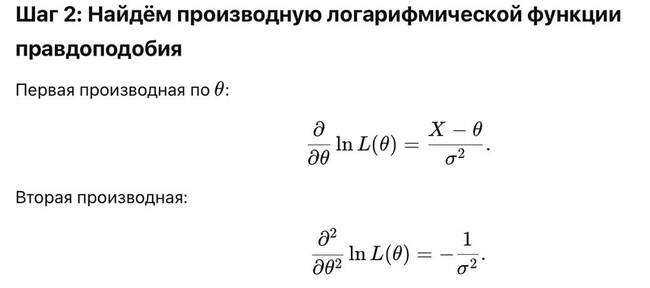 Шаг 2: Найдём производную логарифмической функции
правдоподобия
Первая производная по θ:
∂/∂θ ln L(θ) = (X − θ)/σ².
Вторая производная:
∂²/∂θ² ln L(θ) = −1/σ².